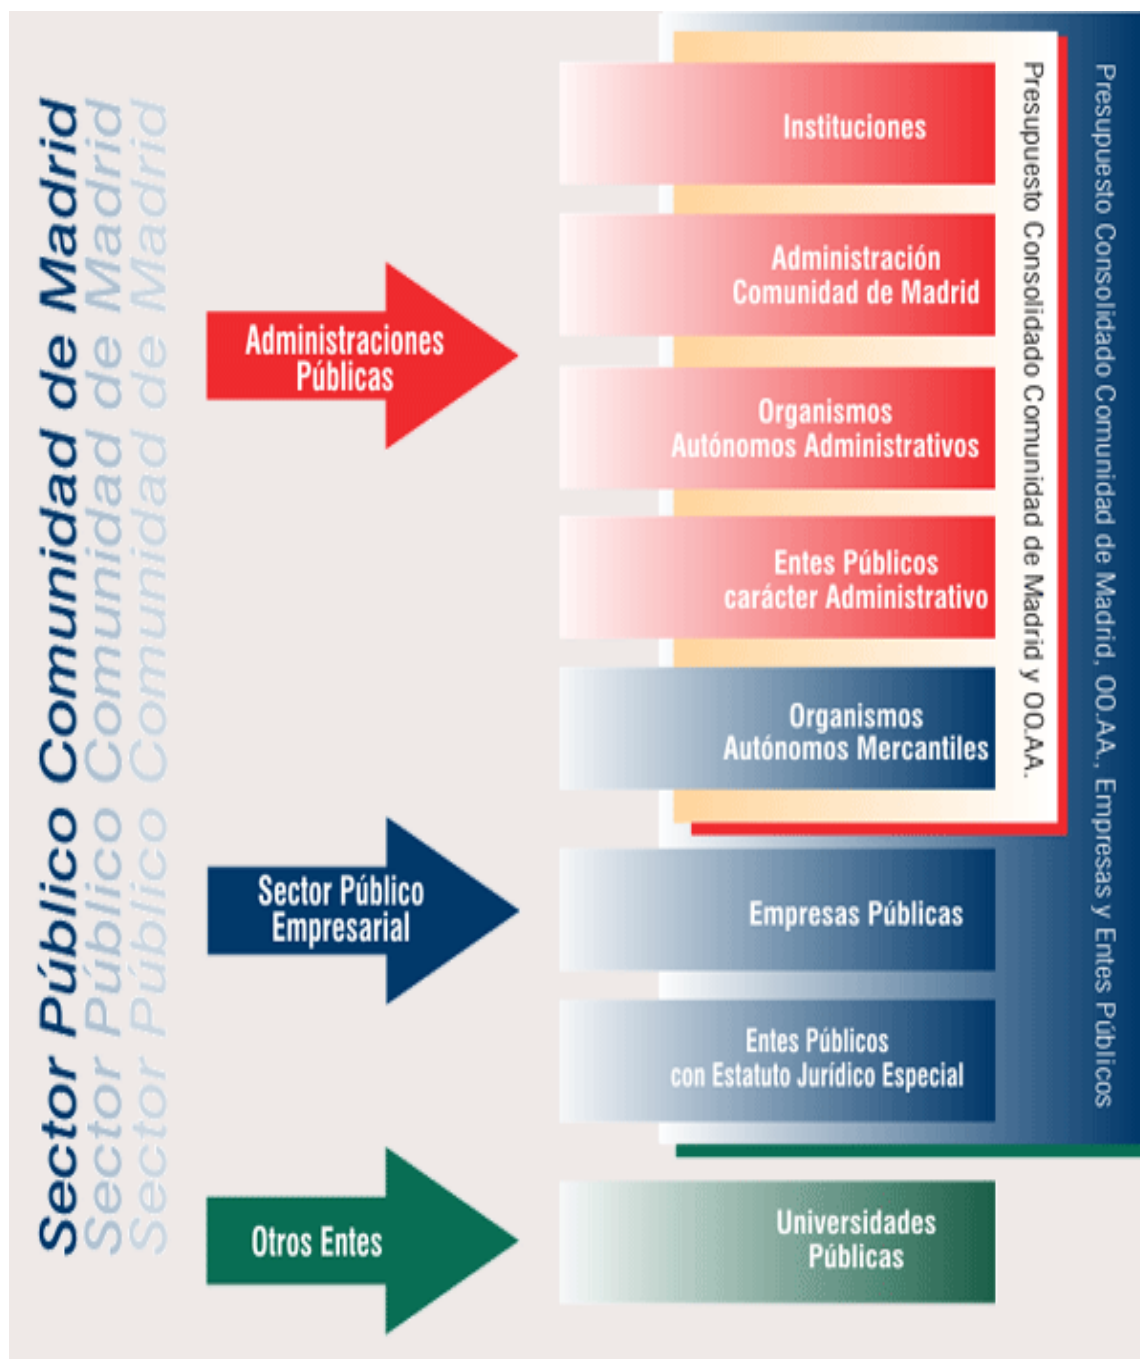 Sector Público Comunidad de Madrid
Sector Público Comunidad de Madrid
Sector Público Comunidad de Madrid
Administraciones
Públicas
Instituciones
Administración
Comunidad de Madrid
Organismos
Autónomos Administrativos
Entes Públicos
carácter Administrativo
Organismos
Autónomos Mercantiles
Sector Público
Empresarial
Empresas Públicas
Entes Públicos
con Estatuto Jurídico Especial
Otros Entes
Universidades
Públicas
Presupuesto Consolidado Comunidad de Madrid y OO.AA.
Presupuesto Consolidado Comunidad de Madrid, OO.AA., Empresas y Entes Públicos